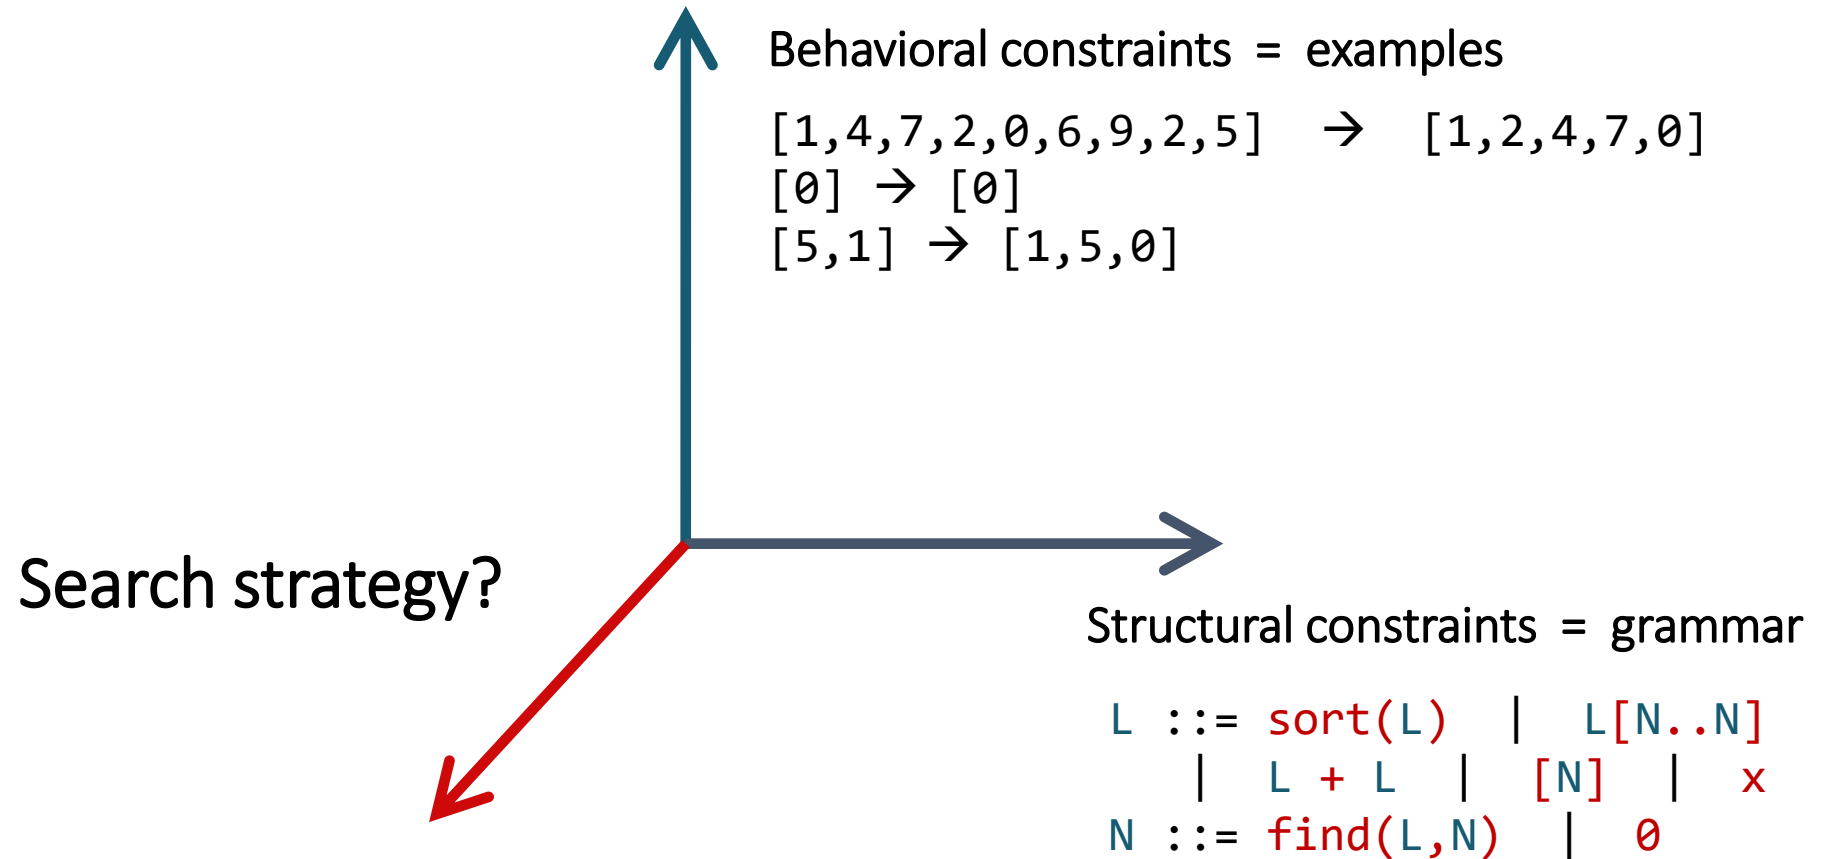 Behavioral constraints = examples
[1,4,7,2,0,6,9,2,5] → [1,2,4,7,0]
[0] → [0]
[5,1] → [1,5,0]
Search strategy?
Structural constraints = grammar
L ::= sort(L) | L[N..N]
| L + L | [N] | x
N ::= find(L,N) | 0